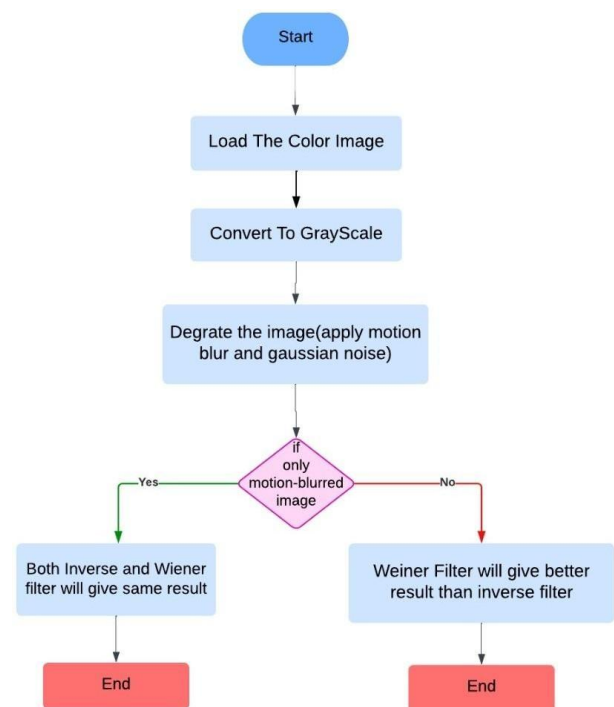 Start
Load The Color Image
Convert To GrayScale
Degrate the image(apply motion
blur and gaussian noise)
if
only
motion-blurred
image
Yes
No
Both Inverse and Wiener
filter will give same result
Weiner Filter will give better
result than inverse filter
End
End